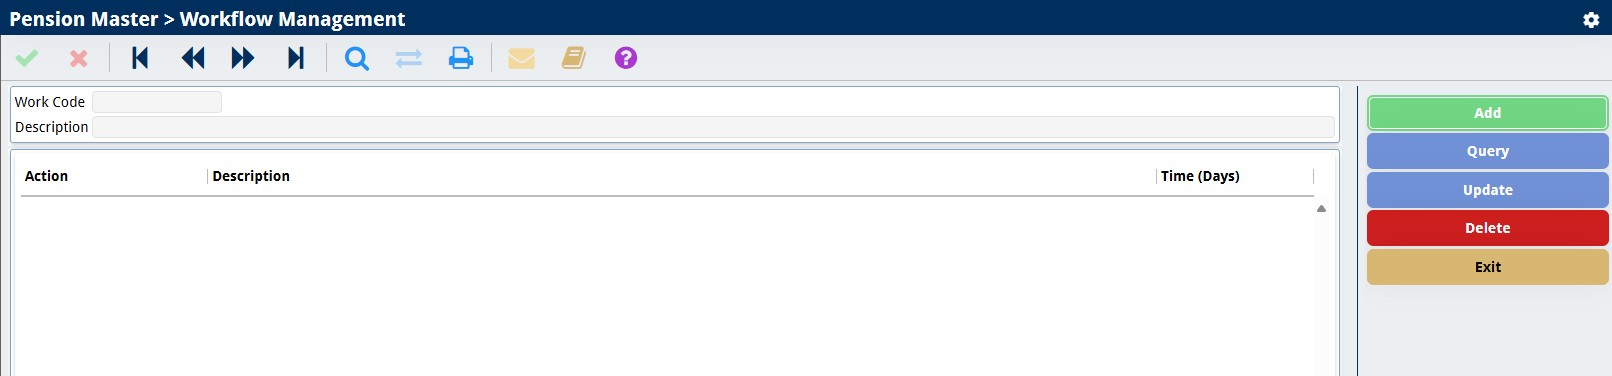 Pension Master > Workflow Management
?
Work Code
Description
Action Description Time (Days)
Add
Query
Update
Delete
Exit